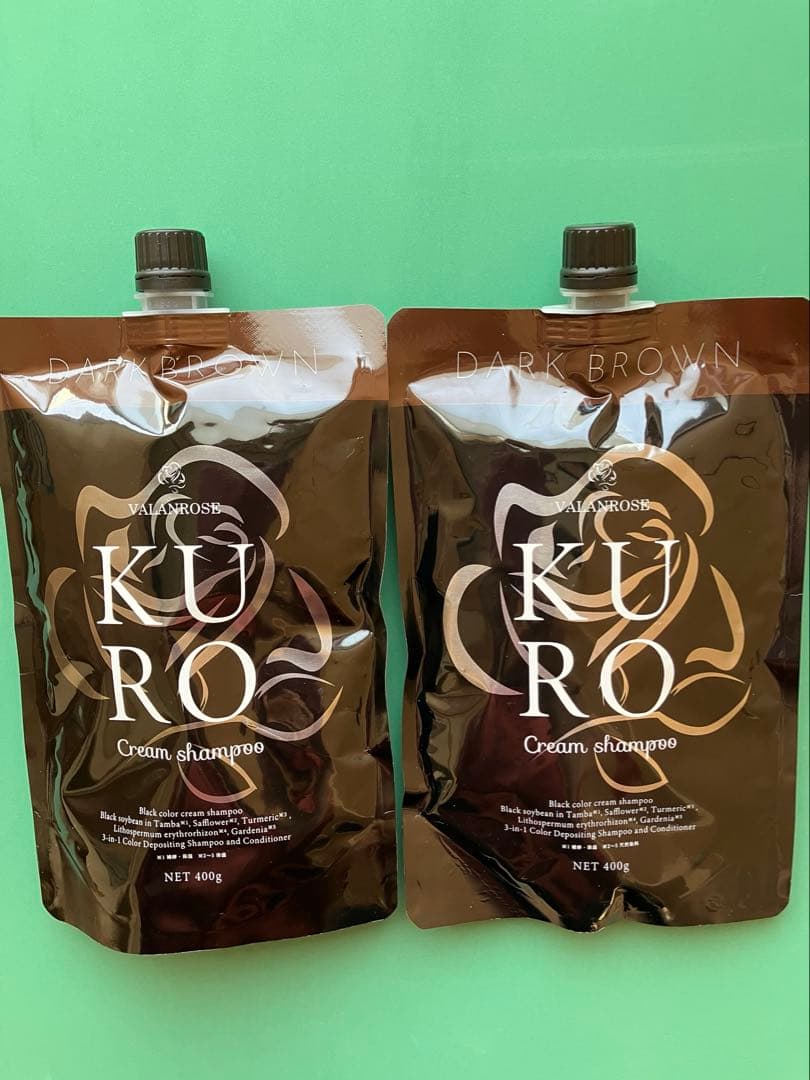 DARK BROWN
VALANROSE
KU
RO
Cream shampoo
Black color cream shampoo
Black soybean in Tamba※1, Safflower※2, Turmeric※3,
Lithospermum erythrorhizon※4, Gardenia※5
3-in-1 Color Depositing Shampoo and Conditioner
NET 400g
DARK BROWN
VALANROSE
KU
RO
Cream shampoo
Black color cream shampoo
Black soybean in Tamba※1, Safflower※2, Turmeric※3,
Lithospermum erythrorhizon※4, Gardenia※5
3-in-1 Color Depositing Shampoo and Conditioner
NET 400g